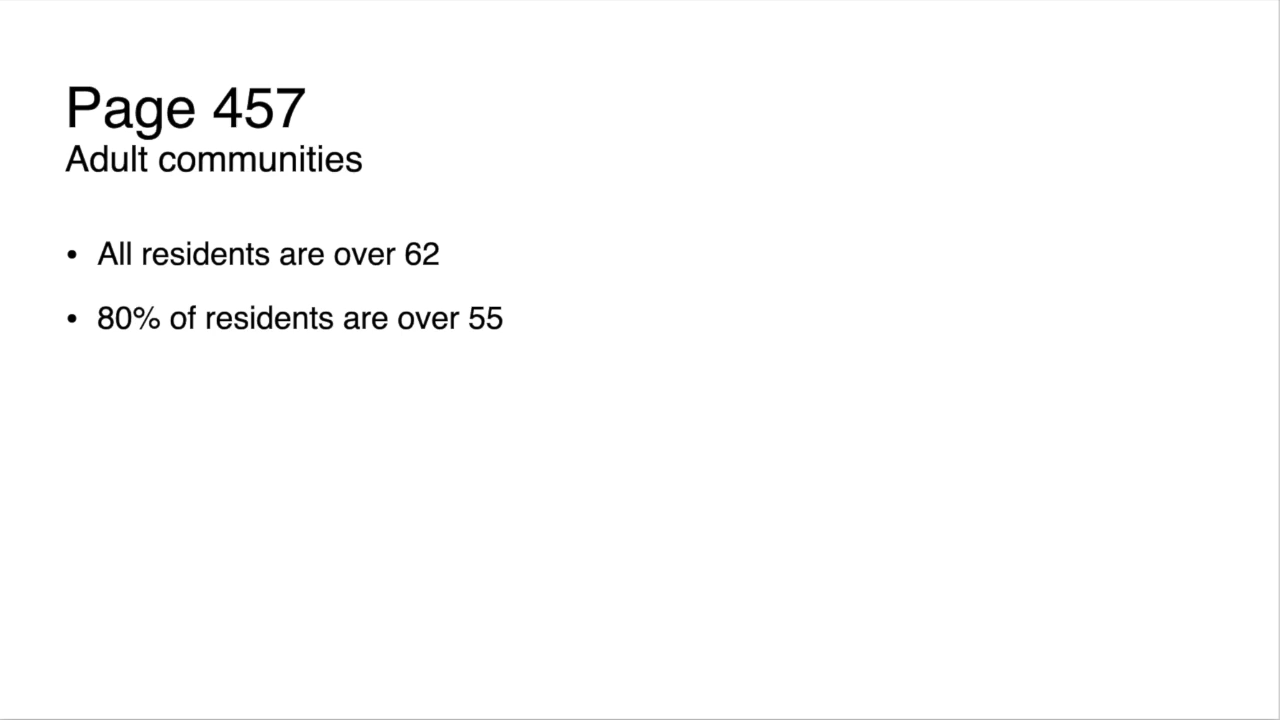 Page 457
Adult communities
• All residents are over 62
• 80% of residents are over 55